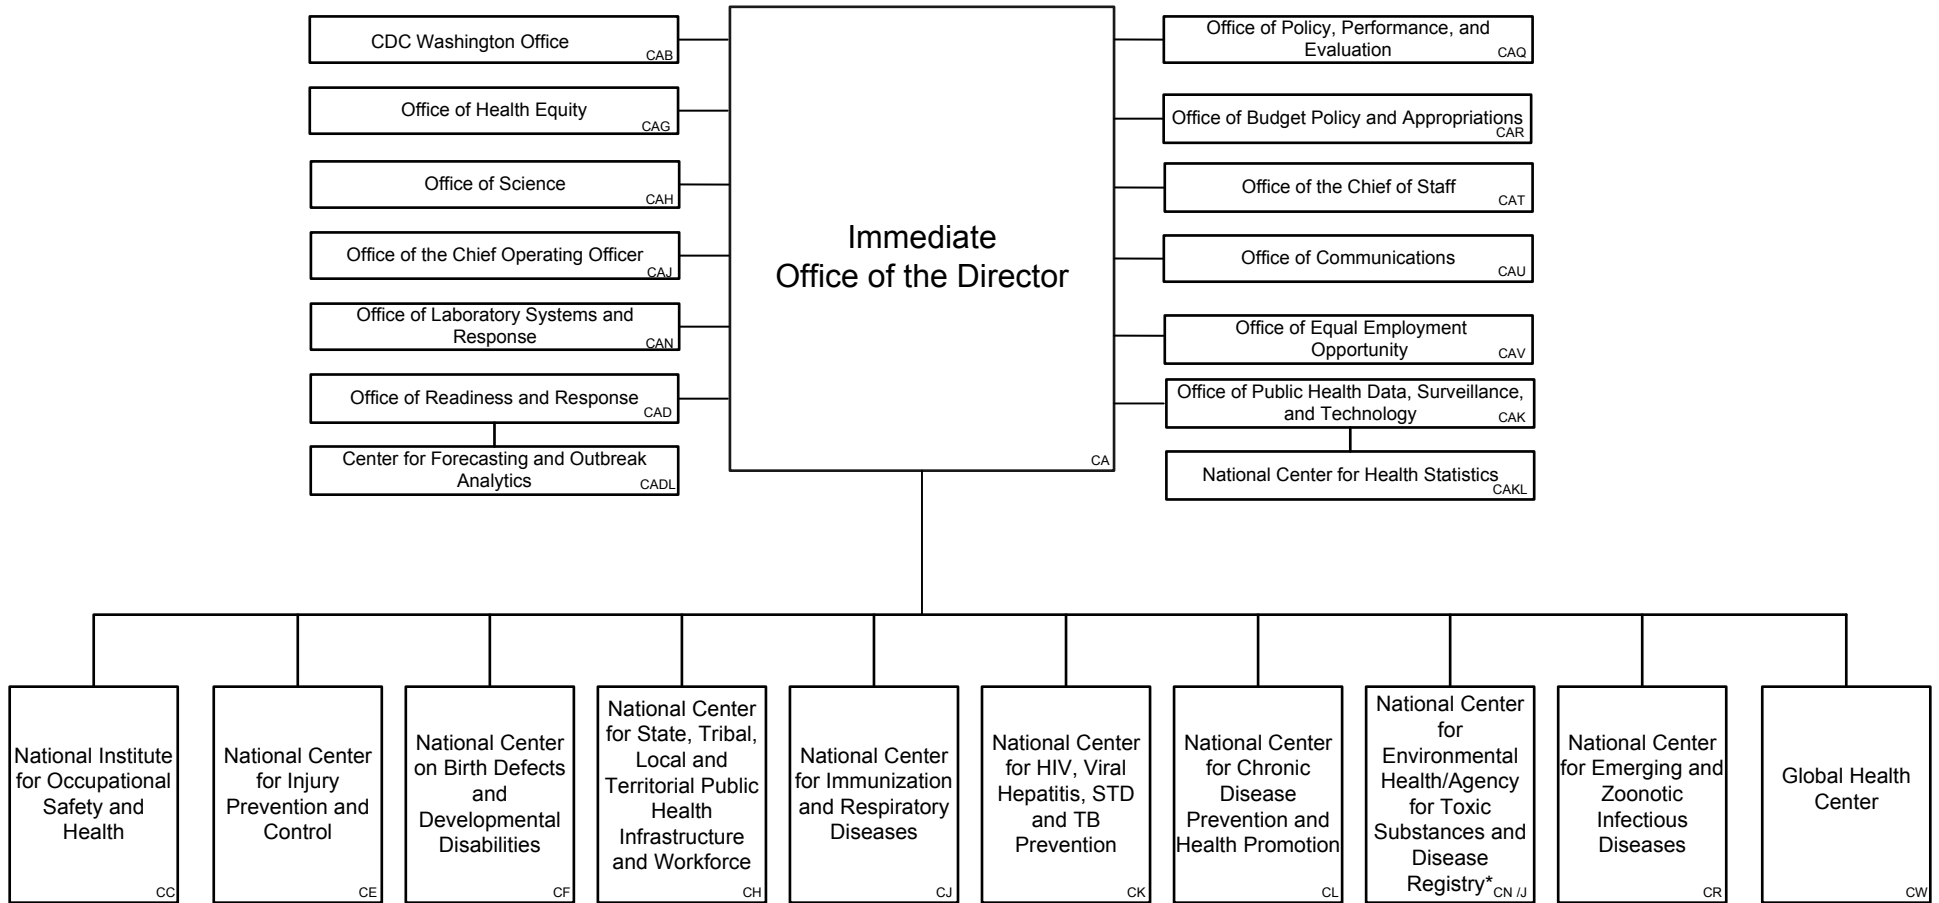 CDC Washington Office
CAB
Office of Health Equity
CAG
Office of Science
CAH
Office of the Chief Operating Officer
CAJ
Office of Laboratory Systems and
Response
CAN
Office of Readiness and Response
CAD
Center for Forecasting and Outbreak
Analytics
CADL
Immediate
Office of the Director
CA
Office of Policy, Performance, and
Evaluation
CAQ
Office of Budget Policy and Appropriations
CAR
Office of the Chief of Staff
CAT
Office of Communications
CAU
Office of Equal Employment
Opportunity
CAV
Office of Public Health Data, Surveillance,
and Technology
CAK
National Center for Health Statistics
CAKL
National Institute
for Occupational
Safety and
Health
CC
National Center
for Injury
Prevention and
Control
CE
National Center
on Birth Defects
and
Developmental
Disabilities
CF
National Center
for State, Tribal,
Local and
Territorial Public
Health
Infrastructure
and Workforce
CH
National Center
for Immunization
and Respiratory
Diseases
CJ
National Center
for HIV, Viral
Hepatitis, STD
and TB
Prevention
CK
National Center
for Chronic
Disease
Prevention and
Health Promotion
CL
National Center
for
Environmental
Health/Agency
for Toxic
Substances and
Disease
Registry*
CN /J
National Center
for Emerging and
Zoonotic
Infectious
Diseases
CR
Global Health
Center
CW